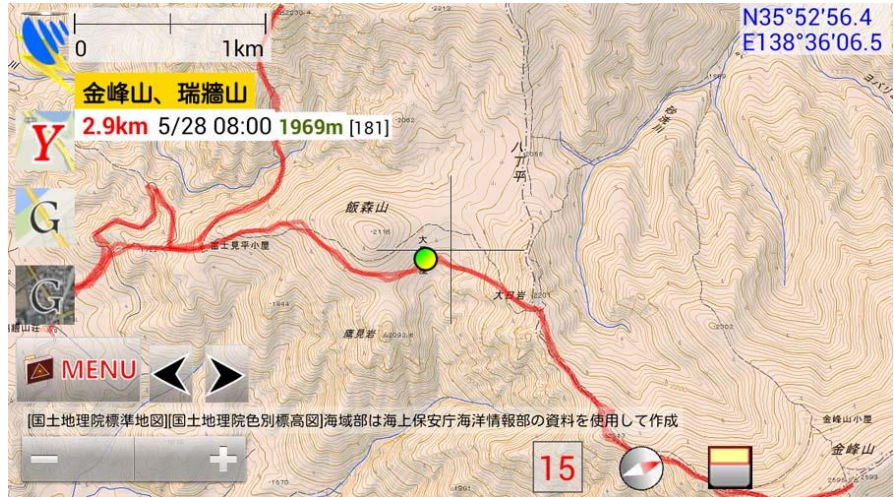 N35°52'56.4
E138°36'06.5
0 1km
金峰山、瑞牆山
2.9km 5/28 08:00 1969m [181]
Y
G
G
八丁平
砂洗川
飯森山
2116
富士見平小屋
大日岩
2201
鷹見岩
金峰山小屋
金峰山
MENU
[国土地理院標準地図][国土地理院色別標高図]海域部は海上保安庁海洋情報部の資料を使用して作成
− +
15